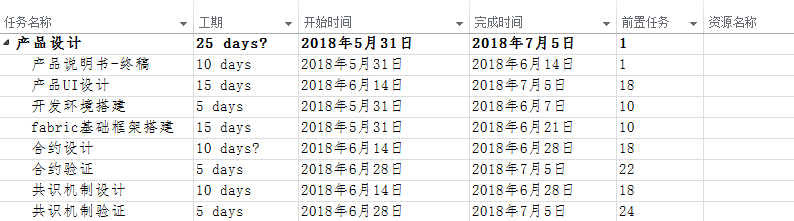 任务名称 工期 开始时间 完成时间 前置任务 资源名称
产品设计 25 days? 2018年5月31日 2018年7月5日 1
产品说明书-终稿 10 days 2018年5月31日 2018年6月14日 1
产品UI设计 15 days 2018年6月14日 2018年7月5日 18
开发环境搭建 5 days 2018年5月31日 2018年6月7日 10
fabric基础框架搭建 15 days 2018年5月31日 2018年6月21日 10
合约设计 10 days? 2018年6月14日 2018年6月28日 18
合约验证 5 days 2018年6月28日 2018年7月5日 22
共识机制设计 10 days 2018年6月14日 2018年6月28日 18
共识机制验证 5 days 2018年6月28日 2018年7月5日 24